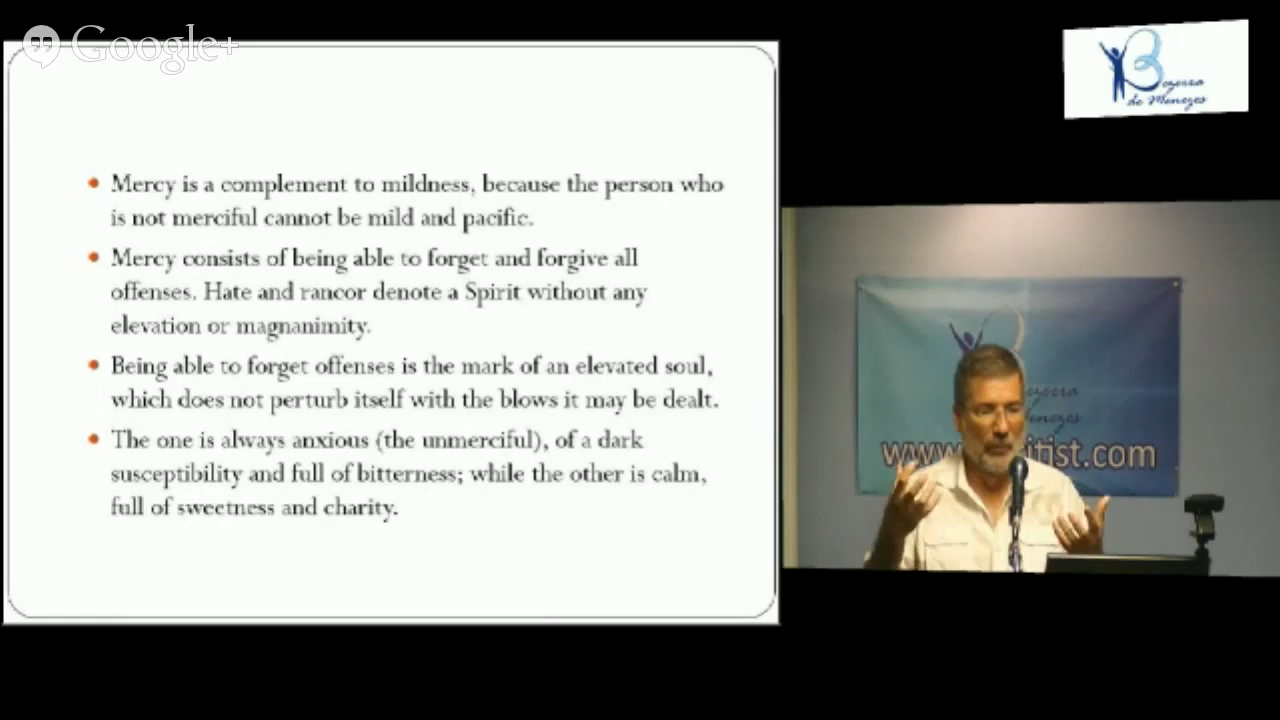 Google+
Bezerra
de Menezes
Mercy is a complement to mildness, because the person who
is not merciful cannot be mild and pacific.
Mercy consists of being able to forget and forgive all
offenses. Hate and rancor denote a Spirit without any
elevation or magnanimity.
Being able to forget offenses is the mark of an elevated soul,
which does not perturb itself with the blows it may be dealt.
The one is always anxious (the unmerciful), of a dark
susceptibility and full of bitterness; while the other is calm,
full of sweetness and charity.